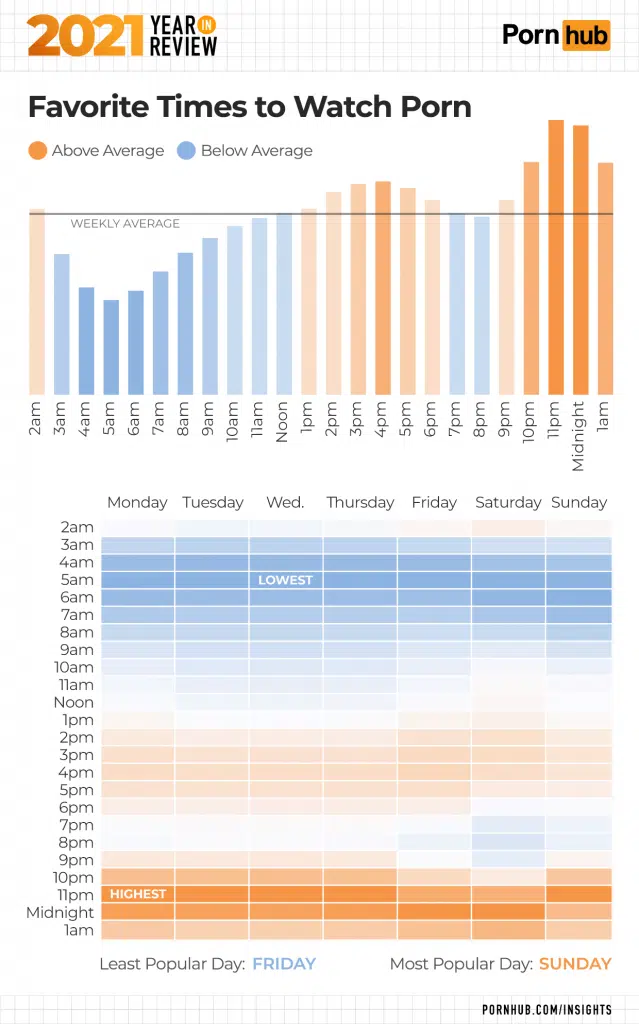 2021 YEAR IN REVIEW
Porn hub
Favorite Times to Watch Porn
Above Average
Below Average
WEEKLY AVERAGE
2am
3am
4am
5am
6am
7am
8am
9am
10am
11am
Noon
1pm
2pm
3pm
4pm
5pm
6pm
7pm
8pm
9pm
10pm
11pm
Midnight
1am
Monday Tuesday Wed. Thursday Friday Saturday Sunday
2am
3am
4am
5am LOWEST
6am
7am
8am
9am
10am
11am
Noon
1pm
2pm
3pm
4pm
5pm
6pm
7pm
8pm
9pm
10pm
11pm HIGHEST
Midnight
1am
Least Popular Day: FRIDAY
Most Popular Day: SUNDAY
PORNHUB.COM/INSIGHTS